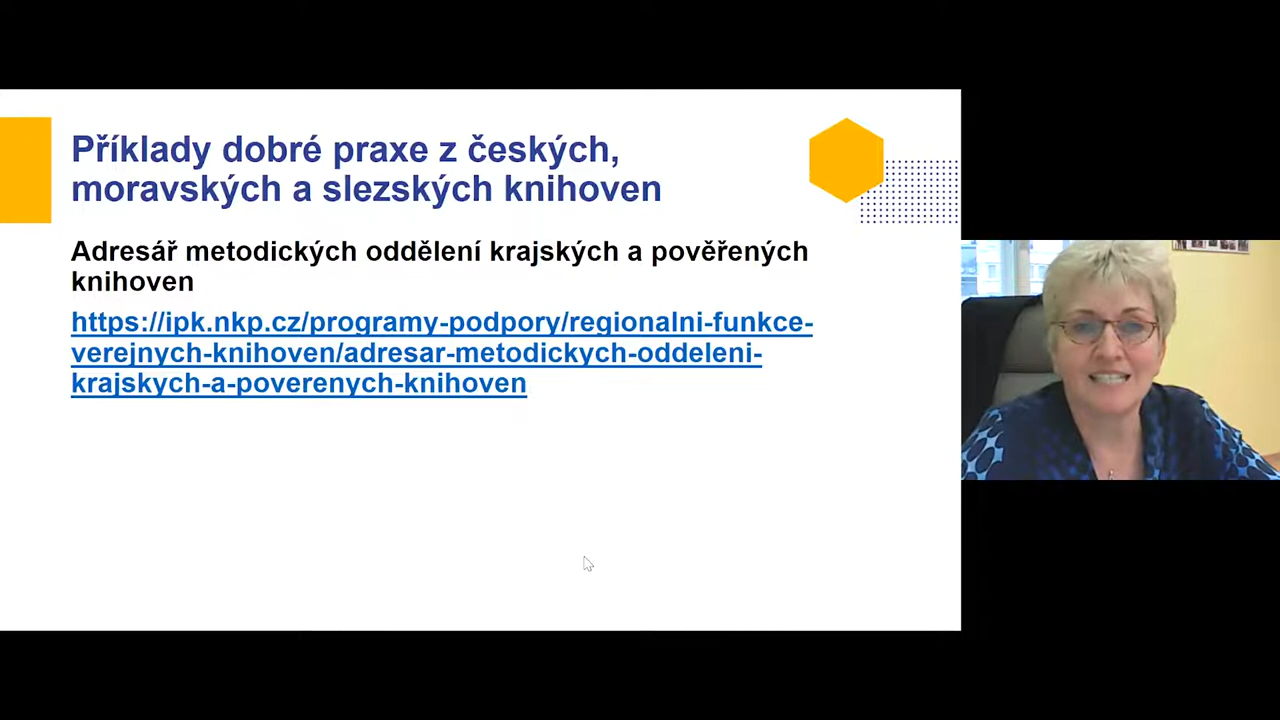 Příklady dobré praxe z českých,
moravských a slezských knihoven
Adresář metodických oddělení krajských a pověřených
knihoven
https://ipk.nkp.cz/programy-podpory/regionalni-funkce-
verejnych-knihoven/adresar-metodickych-oddeleni-
krajskych-a-poverenych-knihoven